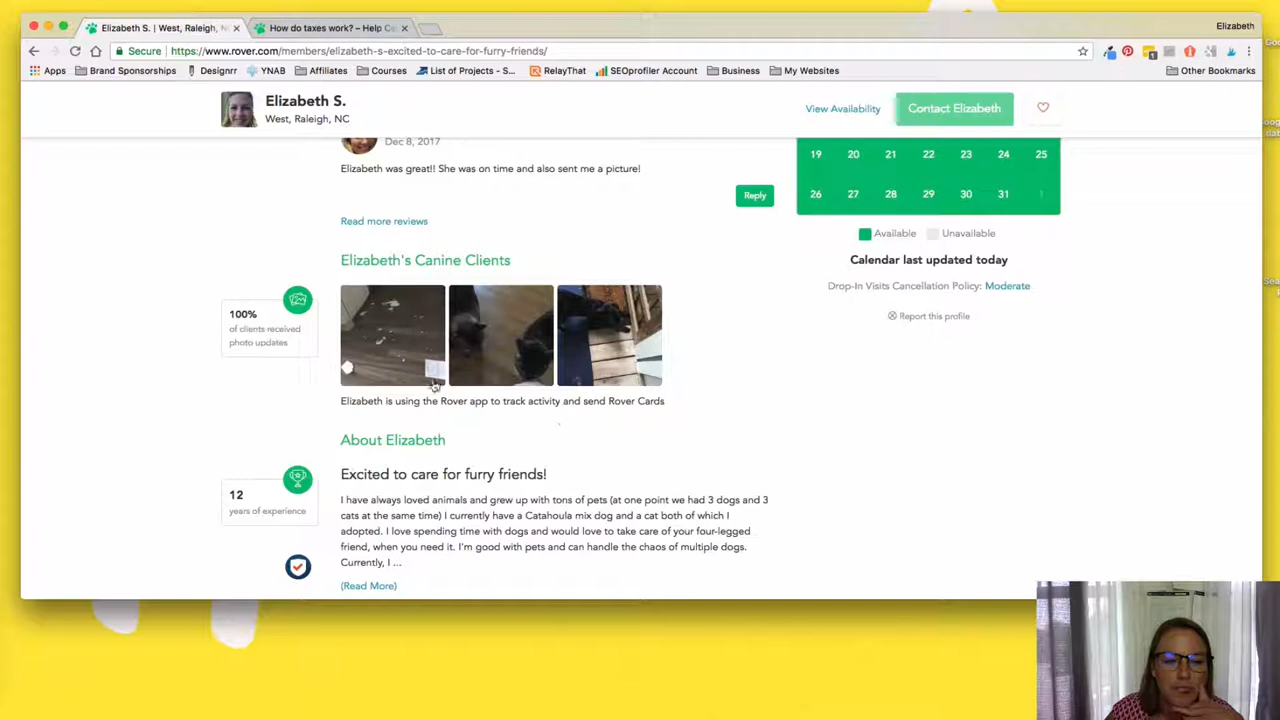 Elizabeth S. | West, Raleigh,
How do taxes work? – Help Ce
Elizabeth
Secure
https://www.rover.com/members/elizabeth-s-excited-to-care-for-furry-friends/
Apps
Brand Sponsorships
Designrr
YNAB
Affiliates
Courses
List of Projects - S...
RelayThat
SEOprofiler Account
Business
My Websites
Other Bookmarks
Elizabeth S.
West, Raleigh, NC
View Availability
Contact Elizabeth
Dec 8, 2017
Elizabeth was great!! She was on time and also sent me a picture!
Reply
Read more reviews
19 20 21 22 23 24 25
26 27 28 29 30 31 1
Available
Unavailable
Calendar last updated today
Drop-In Visits Cancellation Policy: Moderate
Report this profile
Elizabeth's Canine Clients
100%
of clients received
photo updates
Elizabeth is using the Rover app to track activity and send Rover Cards
About Elizabeth
12
years of experience
Excited to care for furry friends!
I have always loved animals and grew up with tons of pets (at one point we had 3 dogs and 3
cats at the same time) I currently have a Catahoula mix dog and a cat both of which I
adopted. I love spending time with dogs and would love to take care of your four-legged
friend, when you need it. I'm good with pets and can handle the chaos of multiple dogs.
Currently, I ...
(Read More)